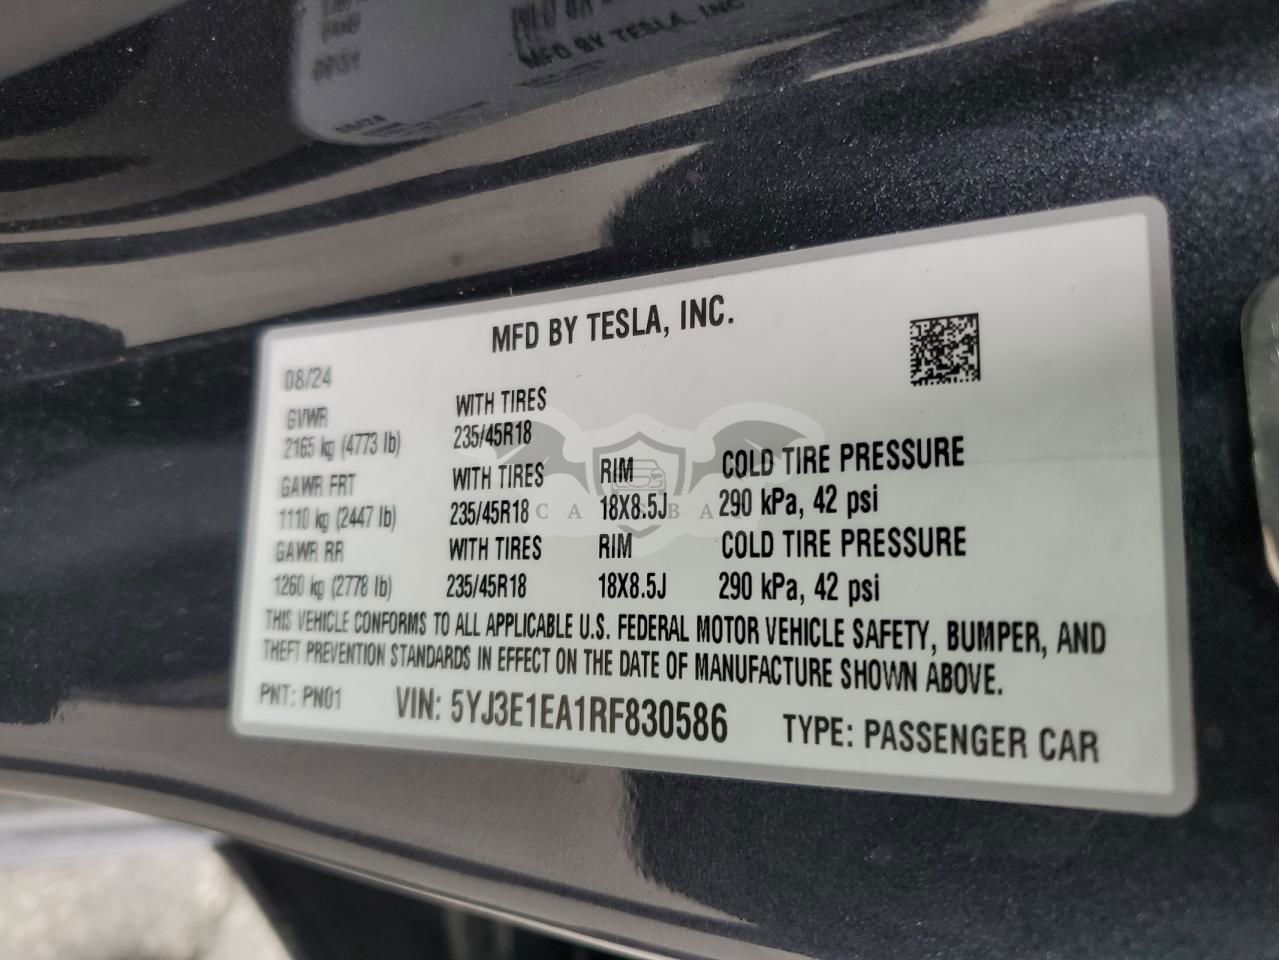 MFD BY TESLA, INC
MFD BY TESLA, INC.
08/24
GVWR
2165 kg (4773 lb)
WITH TIRES
235/45R18
GAWR FRT
1110 kg (2447 lb)
WITH TIRES
235/45R18
RIM
18X8.5J
COLD TIRE PRESSURE
290 kPa, 42 psi
GAWR RR
1260 kg (2778 lb)
WITH TIRES
235/45R18
RIM
18X8.5J
COLD TIRE PRESSURE
290 kPa, 42 psi
THIS VEHICLE CONFORMS TO ALL APPLICABLE U.S. FEDERAL MOTOR VEHICLE SAFETY, BUMPER, AND
THEFT PREVENTION STANDARDS IN EFFECT ON THE DATE OF MANUFACTURE SHOWN ABOVE.
PNT: PN01 VIN: 5YJ3E1EA1RF830586 TYPE: PASSENGER CAR